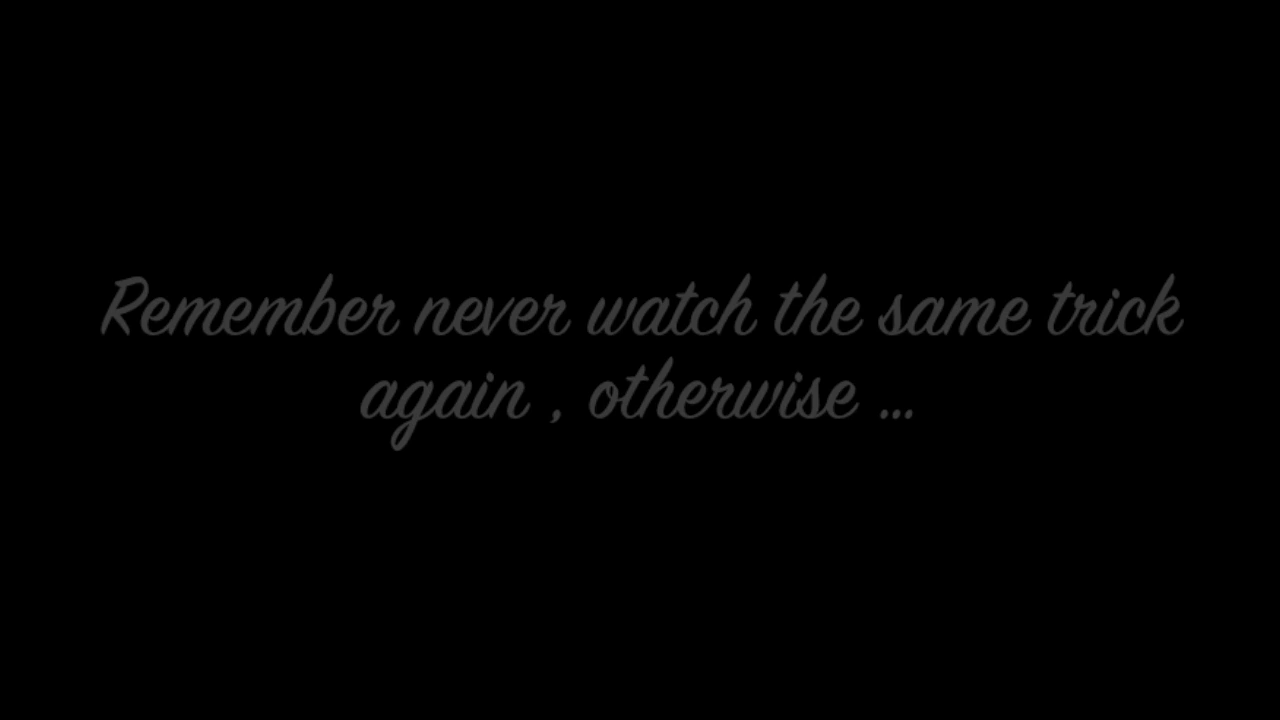 Remember never watch the same trick
again , otherwise ...